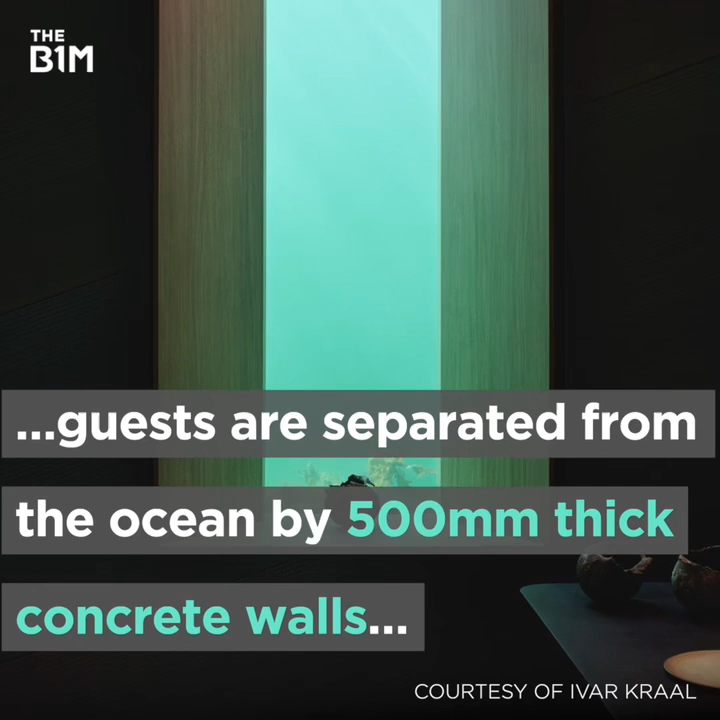 THE
B1M
...guests are separated from
the ocean by 500mm thick
concrete walls...
COURTESY OF IVAR KRAAL